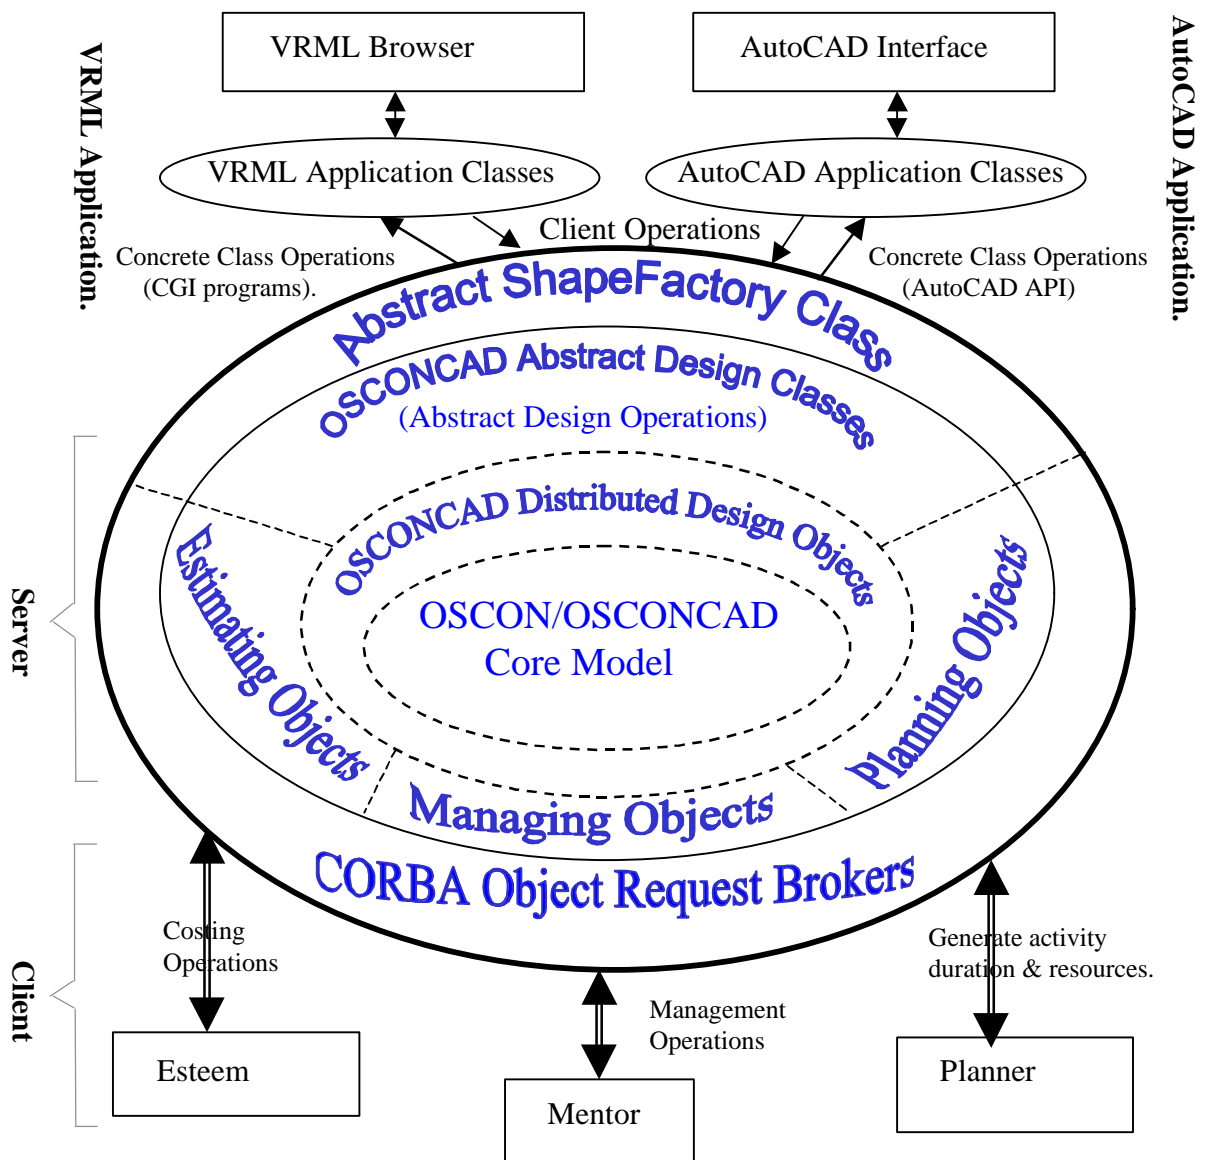 VRML Browser
AutoCAD Interface
VRML Application.
AutoCAD Application.
VRML Application Classes
AutoCAD Application Classes
Client Operations
Concrete Class Operations
(CGI programs).
Concrete Class Operations
(AutoCAD API)
Abstract ShapeFactory Class
OSCONCAD Abstract Design Classes
(Abstract Design Operations)
OSCONCAD Distributed Design Objects
OSCON/OSCONCAD
Core Model
Estimating Objects
Planning Objects
Managing Objects
CORBA Object Request Brokers
Server
Client
Costing
Operations
Management
Operations
Generate activity
duration & resources.
Esteem
Mentor
Planner